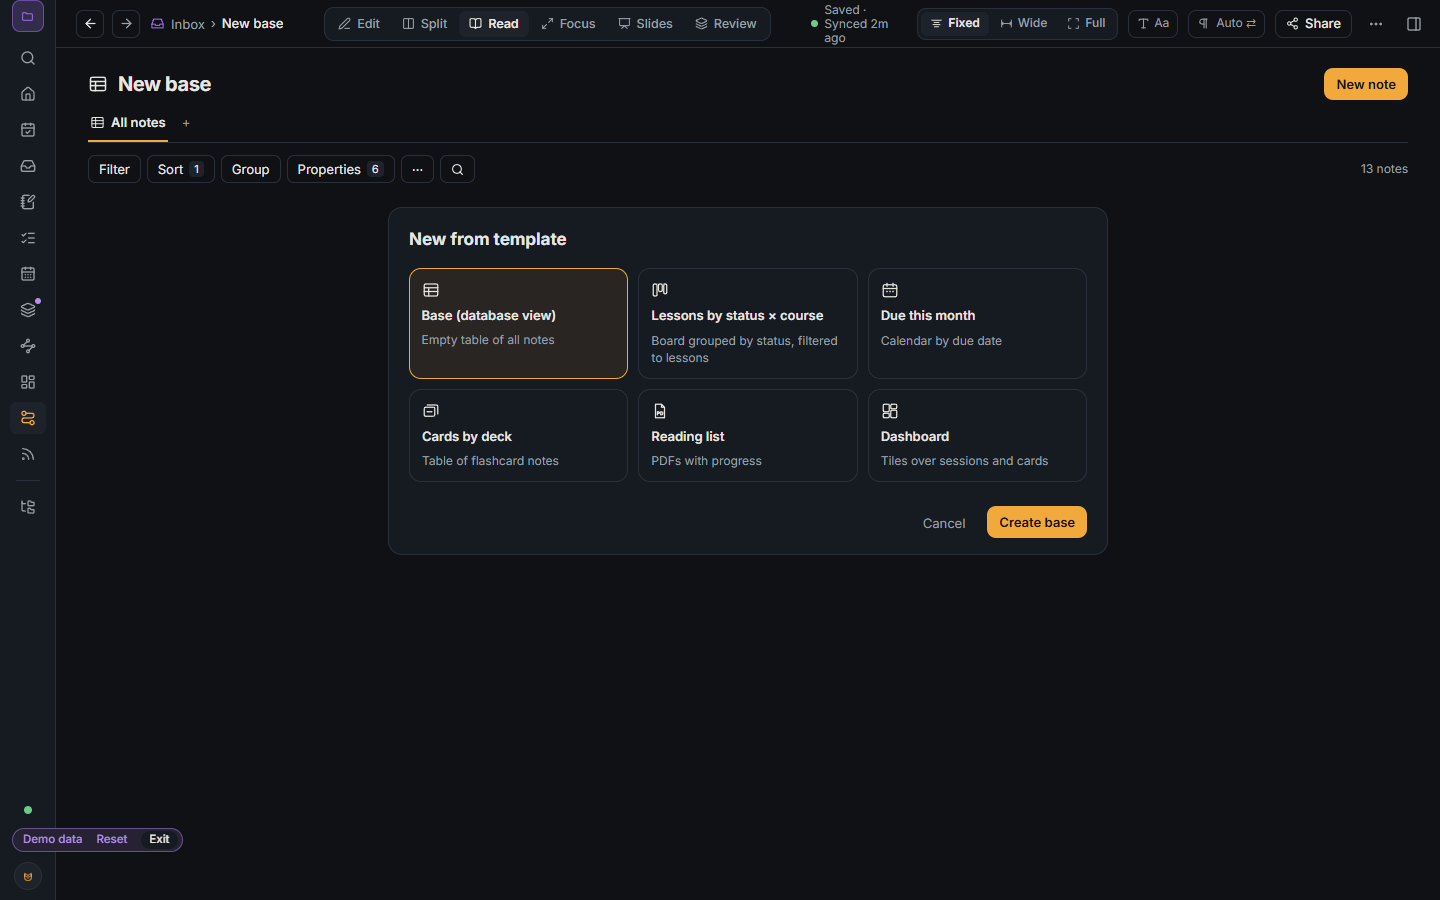 Inbox › New base
Edit
Split
Read
Focus
Slides
Review
Saved ·
Synced 2m
ago
Fixed
Wide
Full
Aa
Auto
Share
New base
New note
All notes +
Filter
Sort 1
Group
Properties 6
13 notes
New from template
Base (database view)
Empty table of all notes
Lessons by status × course
Board grouped by status, filtered
to lessons
Due this month
Calendar by due date
Cards by deck
Table of flashcard notes
Reading list
PDFs with progress
Dashboard
Tiles over sessions and cards
Cancel
Create base
Demo data
Reset
Exit